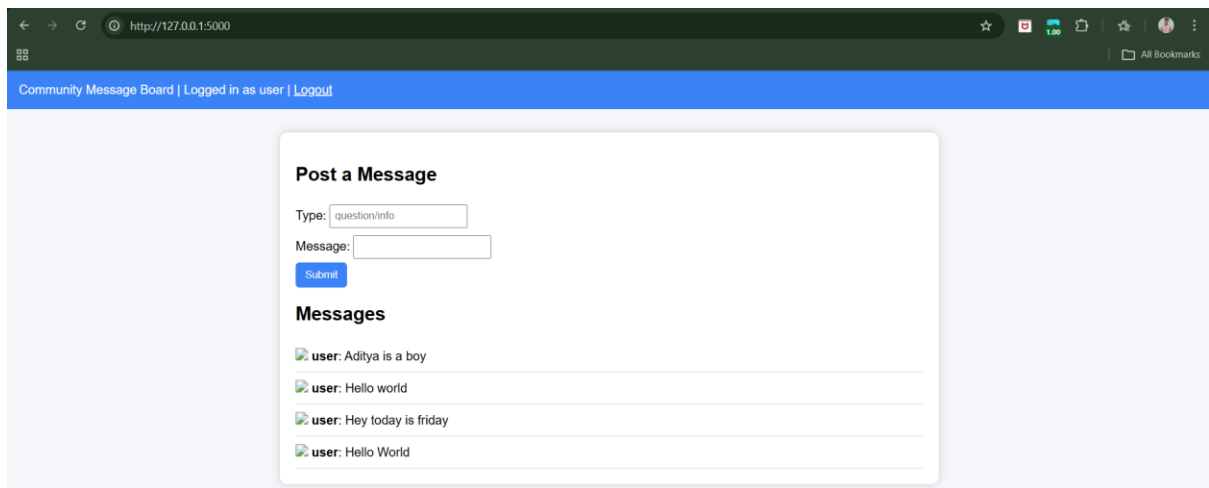 http://127.0.0.1:5000
1.00
All Bookmarks
Community Message Board | Logged in as user | Logout
Post a Message
Type: question/info
Message:
Submit
Messages
user: Aditya is a boy
user: Hello world
user: Hey today is friday
user: Hello World